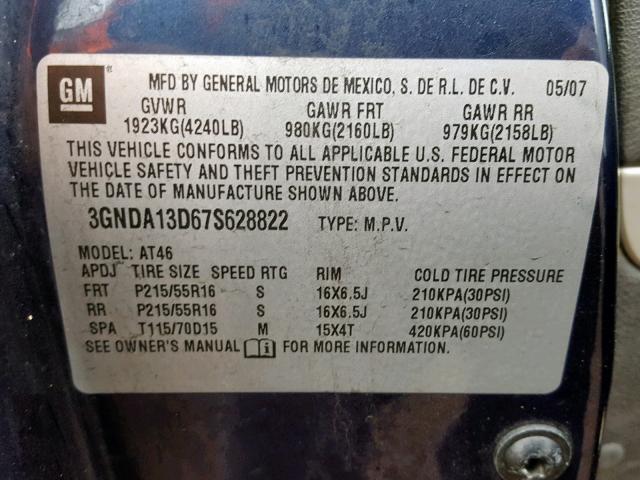 GM
MFD BY GENERAL MOTORS DE MEXICO, S. DE R.L. DE C.V. 05/07
GVWR GAWR FRT GAWR RR
1923KG(4240LB) 980KG(2160LB) 979KG(2158LB)
THIS VEHICLE CONFORMS TO ALL APPLICABLE U.S. FEDERAL MOTOR
VEHICLE SAFETY AND THEFT PREVENTION STANDARDS IN EFFECT ON
THE DATE OF MANUFACTURE SHOWN ABOVE.
3GNDA13D67S628822 TYPE: M.P.V.
MODEL: AT46
APDJ TIRE SIZE SPEED RTG RIM COLD TIRE PRESSURE
FRT P215/55R16 S 16X6.5J 210KPA(30PSI)
RR P215/55R16 S 16X6.5J 210KPA(30PSI)
SPA T115/70D15 M 15X4T 420KPA(60PSI)
SEE OWNER'S MANUAL FOR MORE INFORMATION.